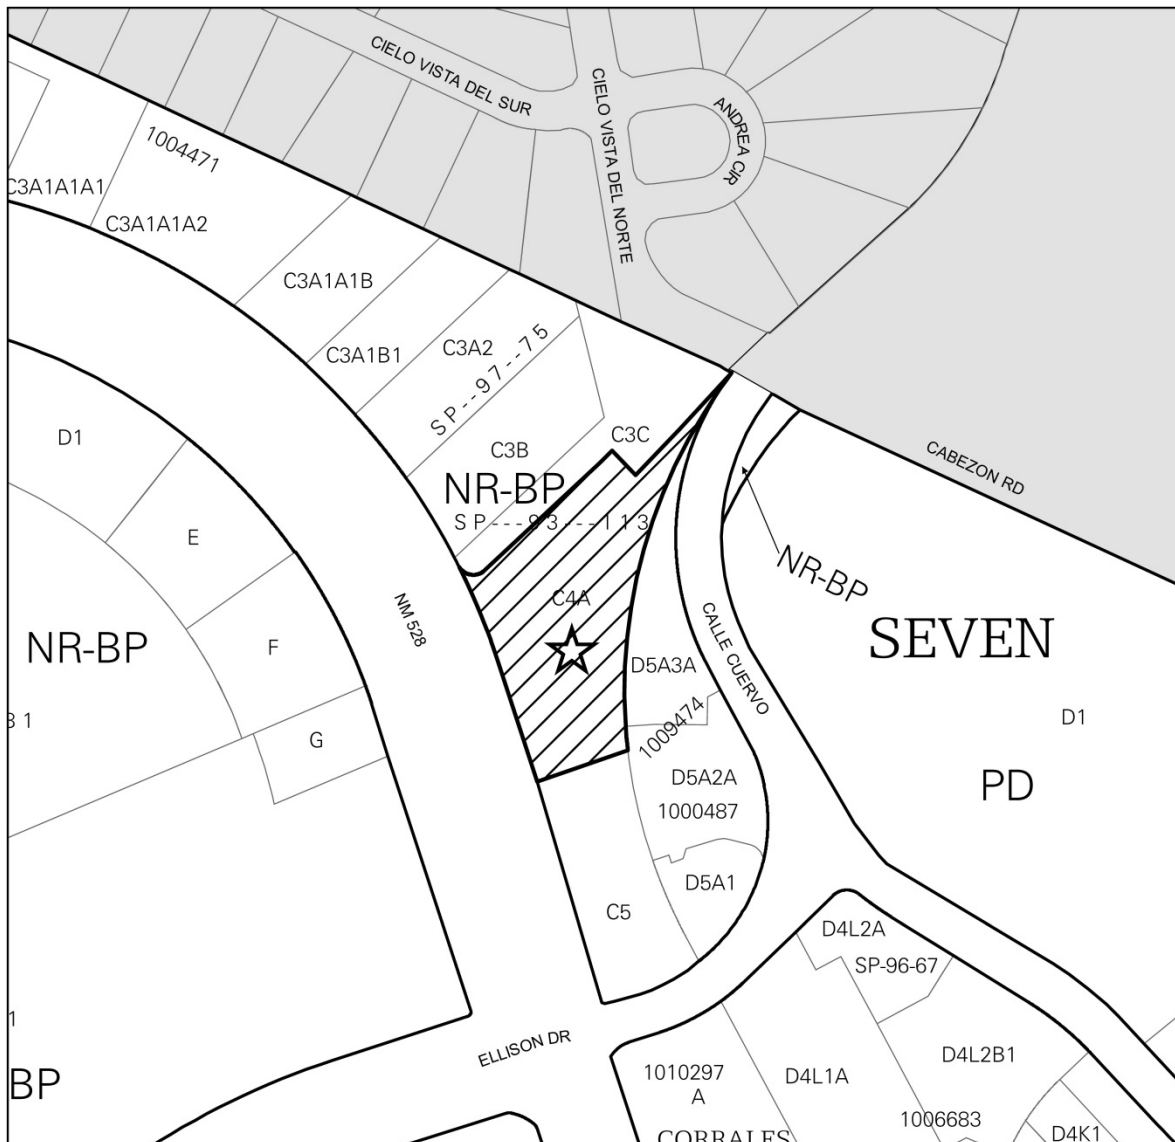 CIELO VISTA DEL SUR
CIELO VISTA DEL NORTE
ANDREA CIR
1004471
C3A1A1A1
C3A1A1A2
C3A1A1B
C3A1B1
C3A2
SP--97--75
C3B
C3C
NR-BP
SP---93---113
CABEZON RD
D1
E
F
G
NM 528
C4A
NR-BP
NR-BP
CALLE CUERVO
SEVEN
D1
PD
D5A3A
1009474
D5A2A
1000487
D5A1
C5
D4L2A
SP-96-67
ELLISON DR
1
BP
1010297
A
D4L1A
D4L2B1
1006683
D4K1
CORRALES